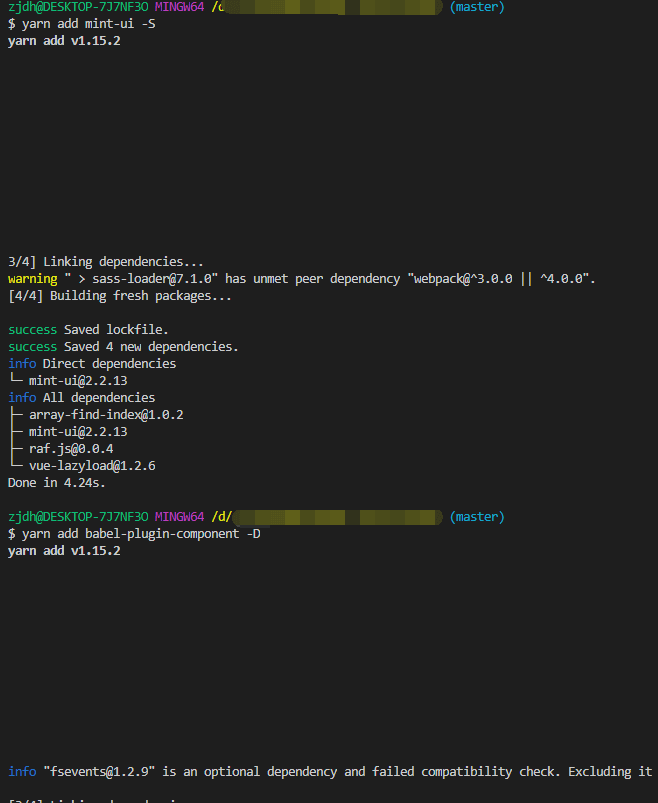 zjdh@DESKTOP-7J7NF3O MINGW64 /d (master)
$ yarn add mint-ui -S
yarn add v1.15.2
3/4] Linking dependencies...
warning " > sass-loader@7.1.0" has unmet peer dependency "webpack@^3.0.0 || ^4.0.0".
[4/4] Building fresh packages...
success Saved lockfile.
success Saved 4 new dependencies.
info Direct dependencies
└─ mint-ui@2.2.13
info All dependencies
├─ array-find-index@1.0.2
├─ mint-ui@2.2.13
├─ raf.js@0.0.4
└─ vue-lazyload@1.2.6
Done in 4.24s.
zjdh@DESKTOP-7J7NF3O MINGW64 /d/ (master)
$ yarn add babel-plugin-component -D
yarn add v1.15.2
info "fsevents@1.2.9" is an optional dependency and failed compatibility check. Excluding it